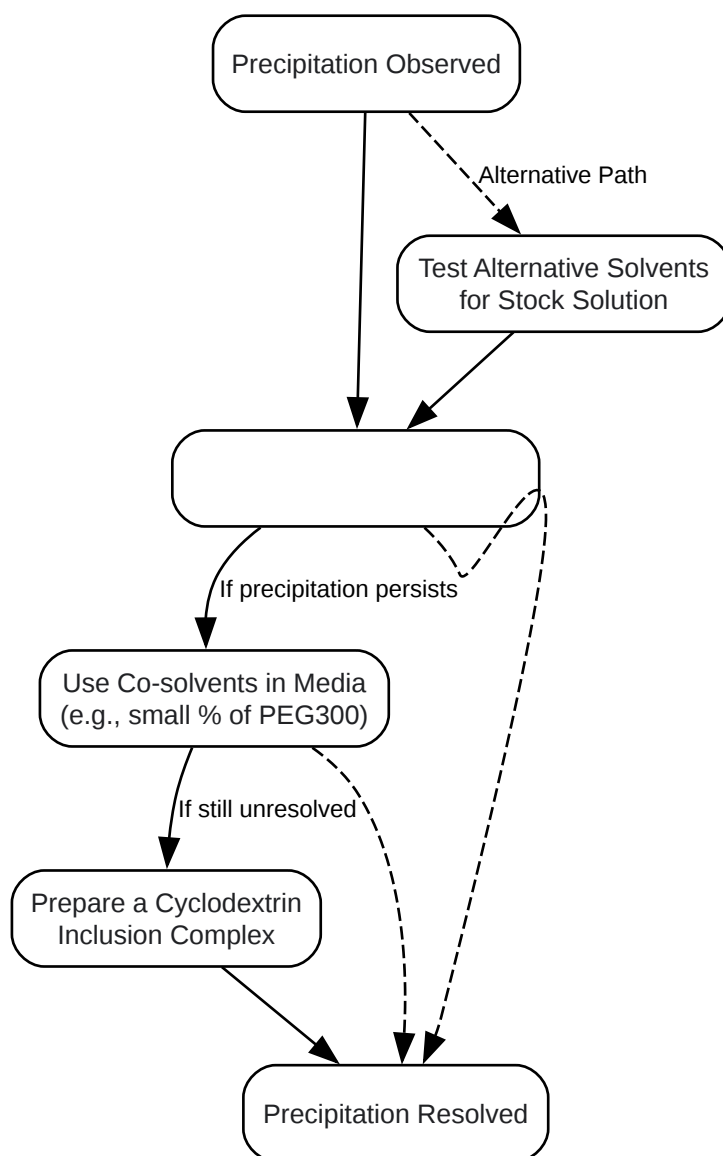 Precipitation Observed
Alternative Path
Test Alternative Solvents
for Stock Solution
If precipitation persists
Use Co-solvents in Media
(e.g., small % of PEG300)
If still unresolved
Prepare a Cyclodextrin
Inclusion Complex
Precipitation Resolved